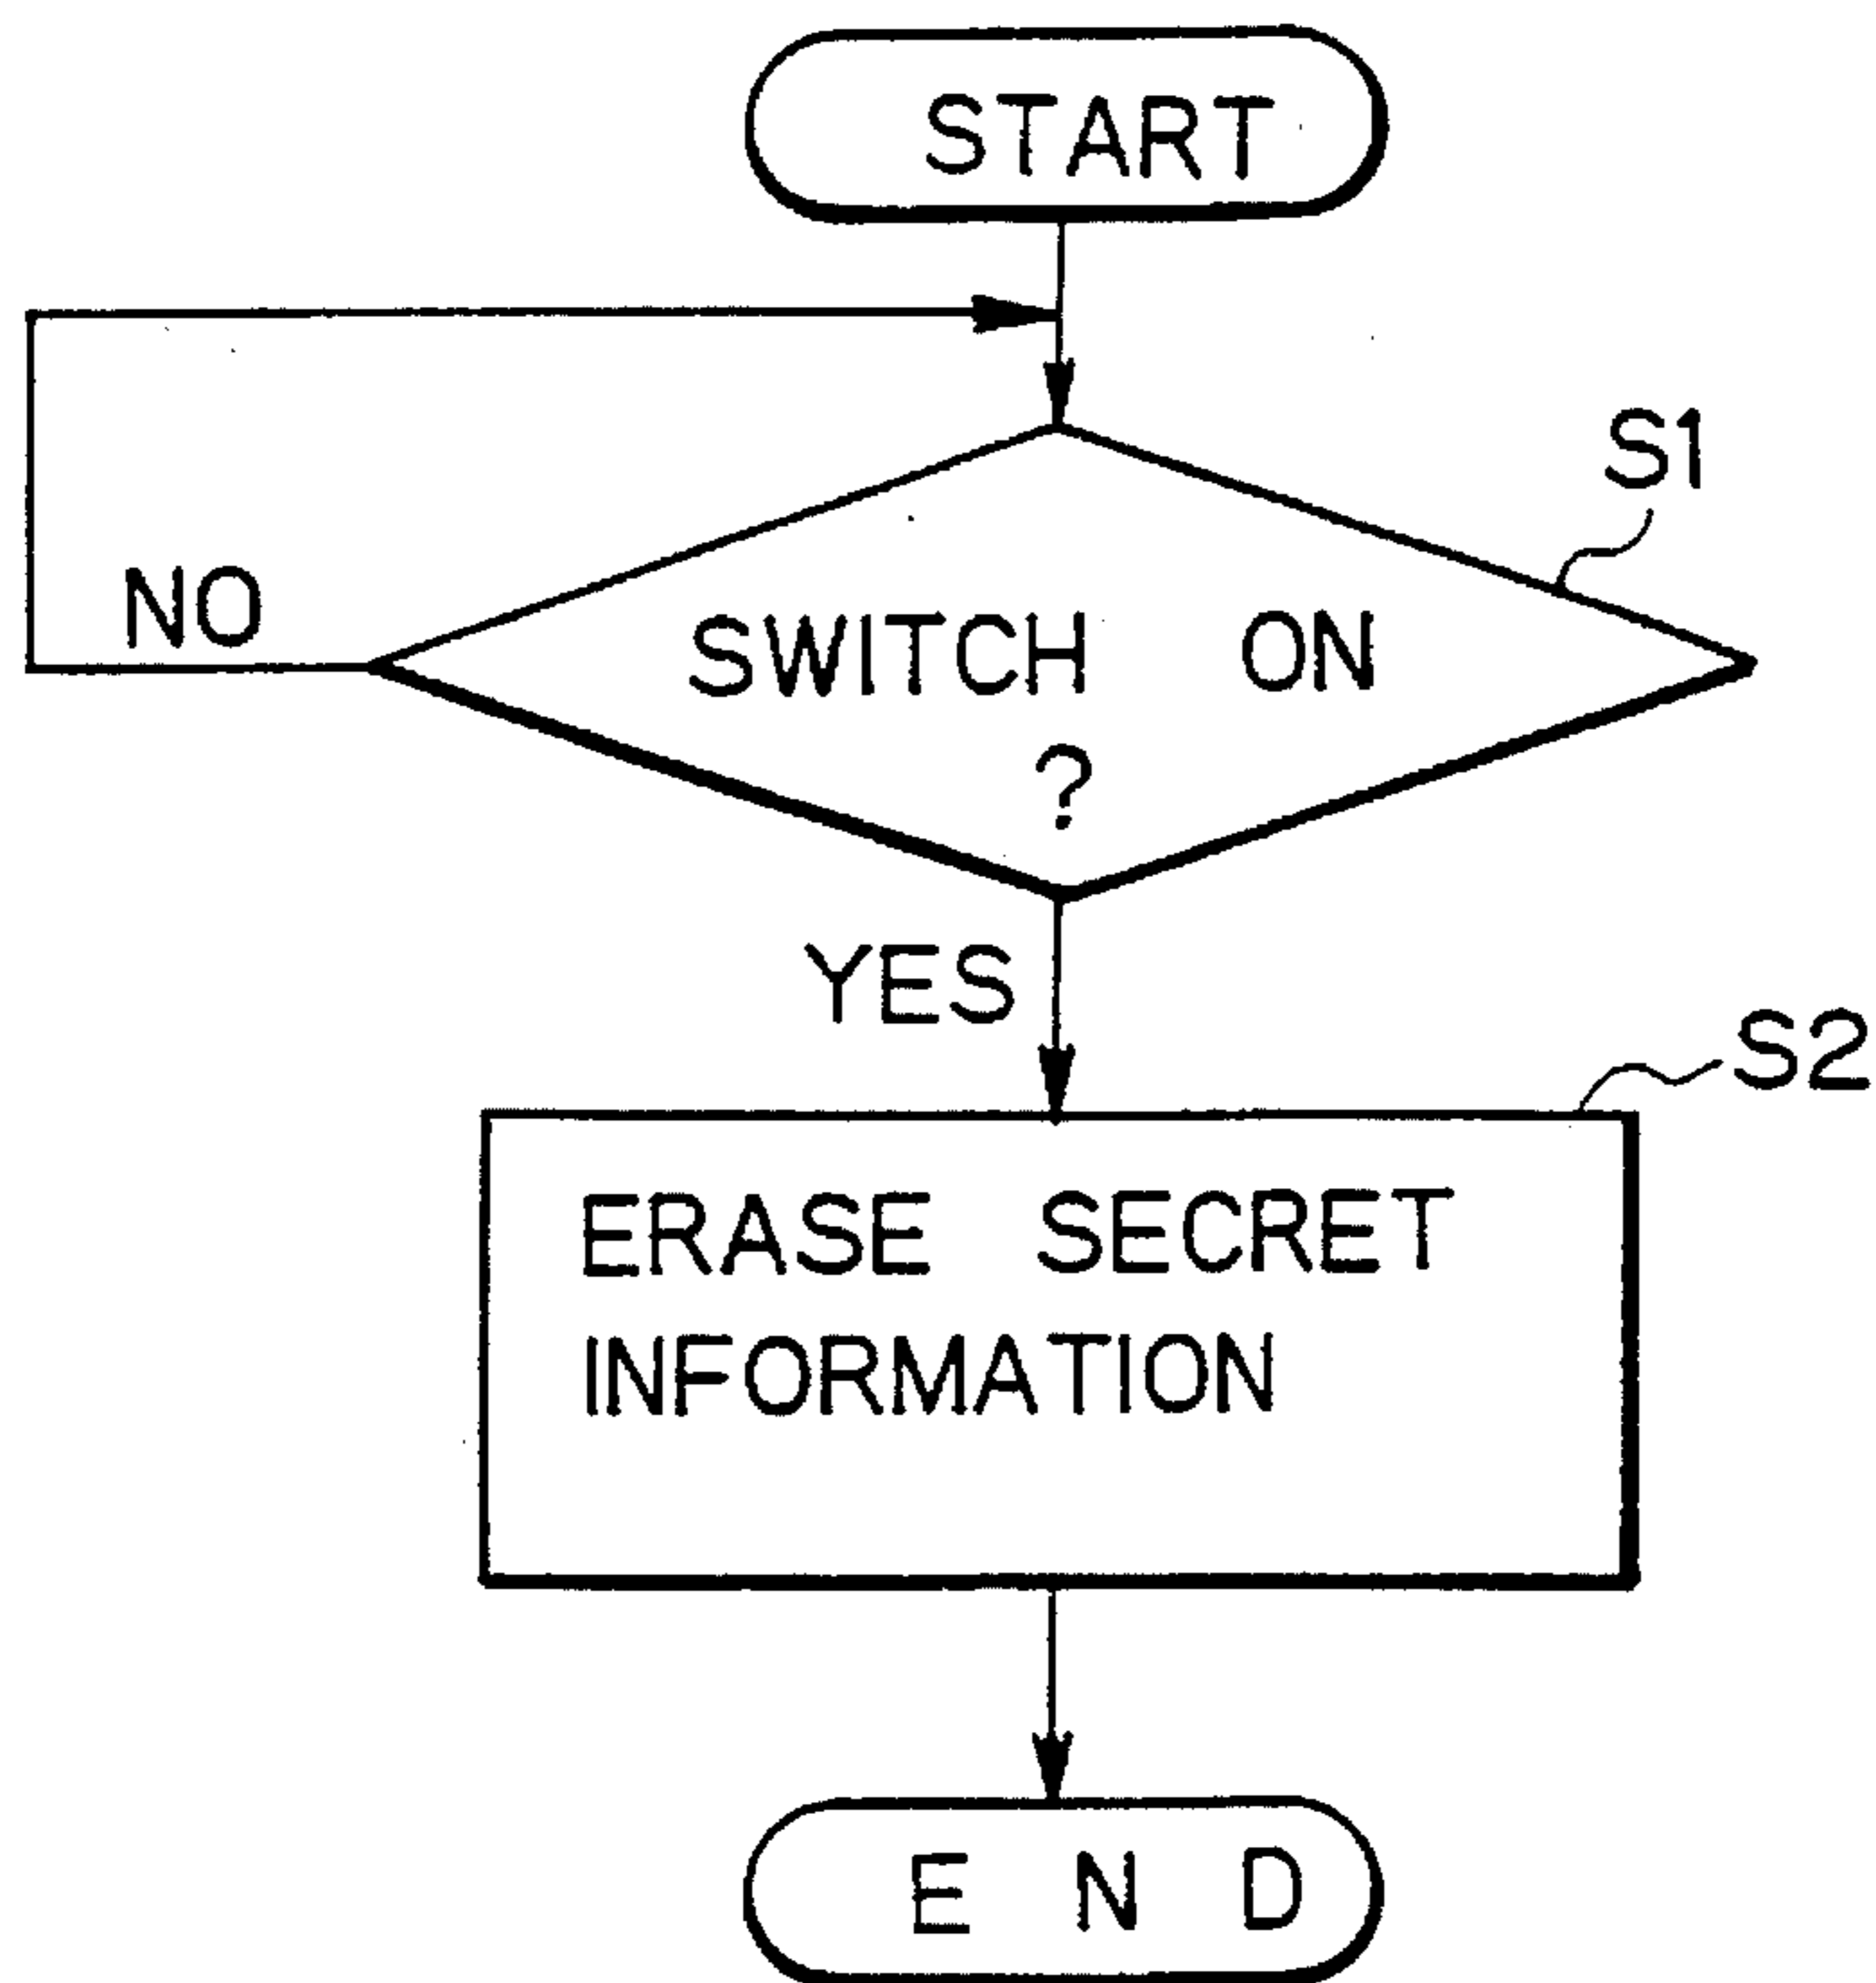 START
S1
NO
SWITCH ON
?
YES
S2
ERASE SECRET
INFORMATION
E N D